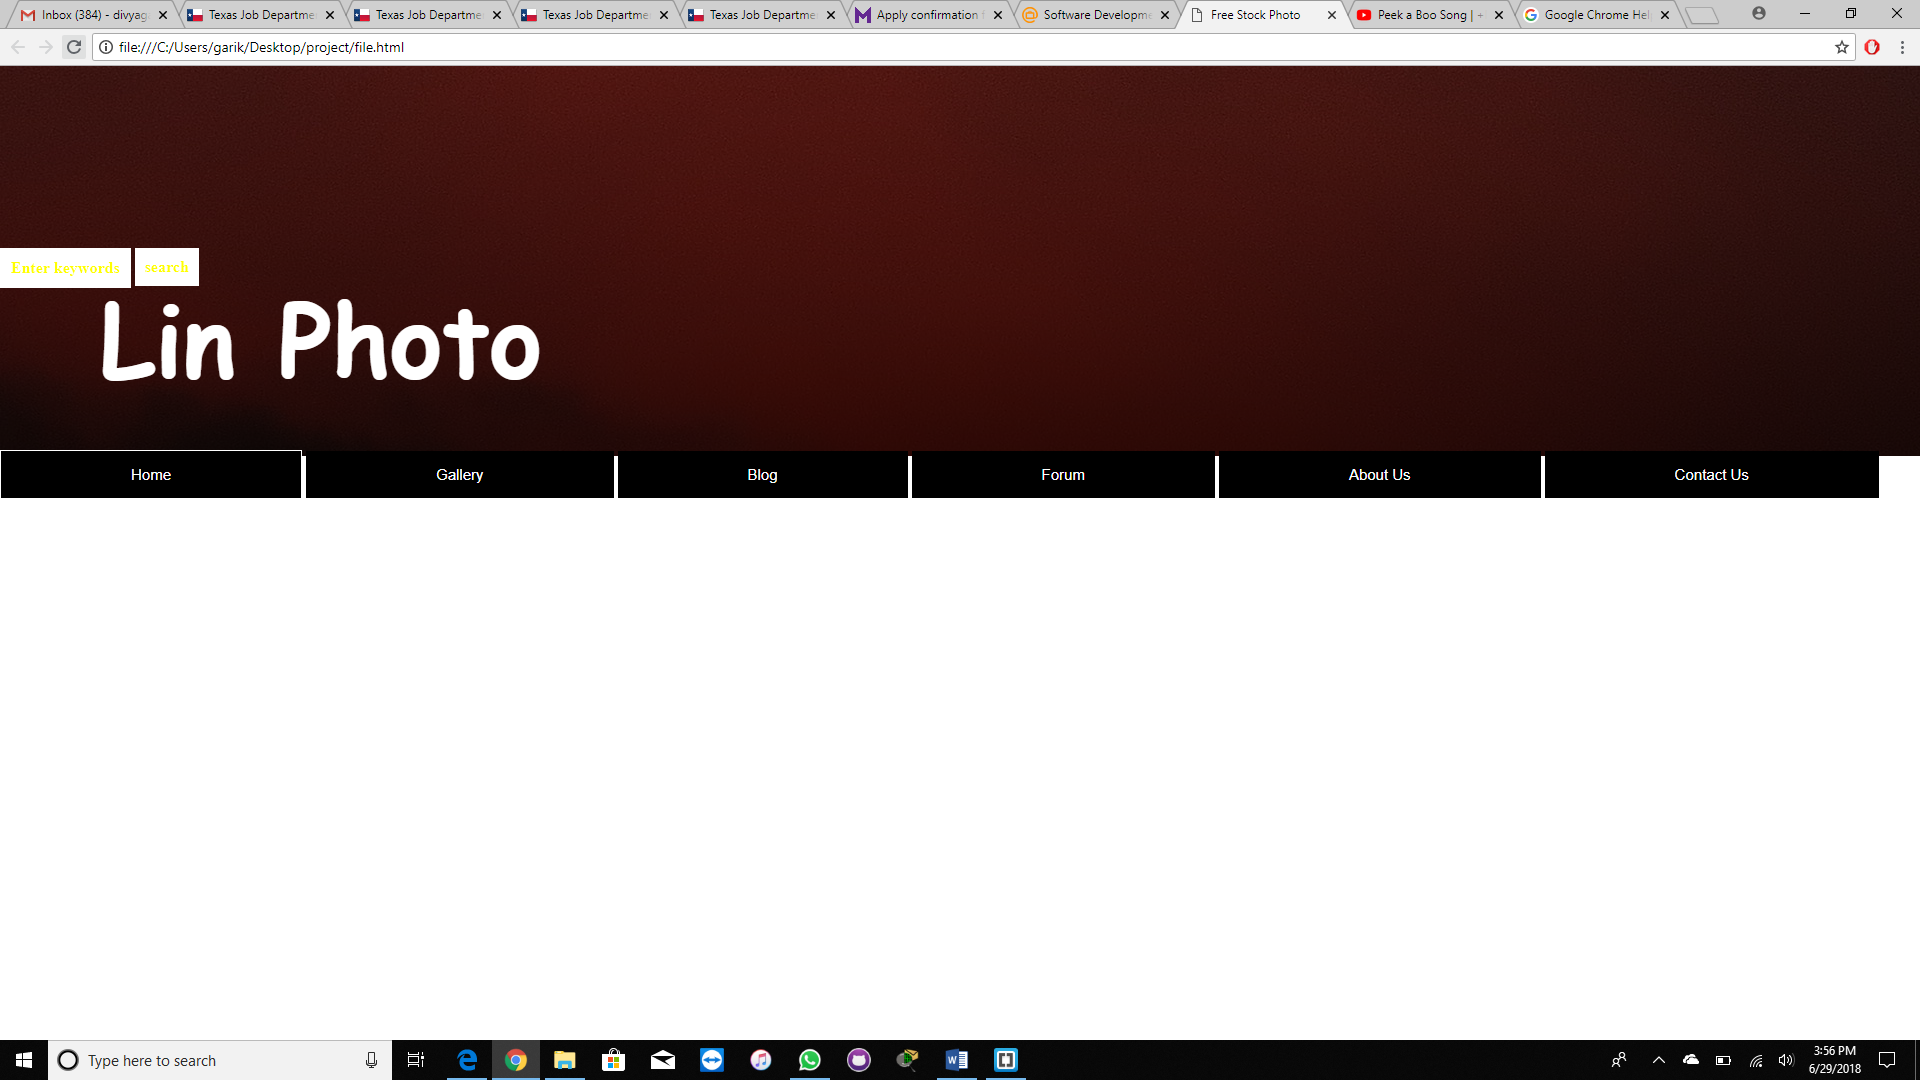 Inbox (384) - divyag
Texas Job Departme
Texas Job Departme
Texas Job Departme
Texas Job Departme
Apply confirmation f
Software Developme
Free Stock Photo
Peek a Boo Song | +
Google Chrome Hel
file:///C:/Users/garik/Desktop/project/file.html
Enter keywords search
Lin Photo
Home Gallery Blog Forum About Us Contact Us
Type here to search
3:56 PM
6/29/2018